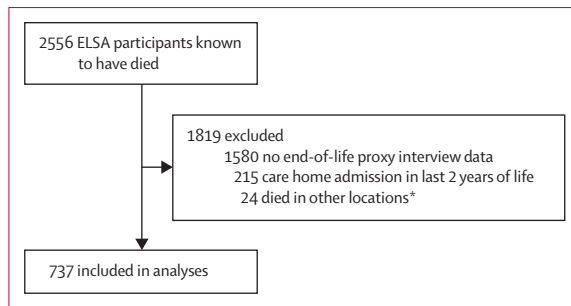 2556 ELSA participants known
to have died
1819 excluded
1580 no end-of-life proxy interview data
215 care home admission in last 2 years of life
24 died in other locations*
737 included in analyses